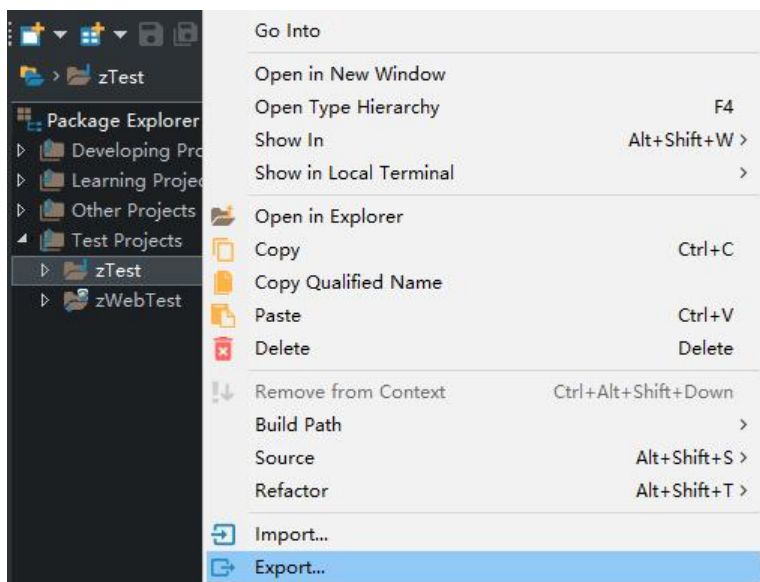 Go Into
zTest
Open in New Window
Open Type Hierarchy F4
Package Explorer
Show In Alt+Shift+W >
Developing
Show in Local Terminal >
Learning
Other Projects
Open in Explorer
Test Projects
Copy Ctrl+C
zTest
Copy Qualified Name
zWebTest
Paste Ctrl+V
Delete Delete
Remove from Context Ctrl+Alt+Shift+Down
Build Path >
Source Alt+Shift+S >
Refactor Alt+Shift+T >
Import...
Export...